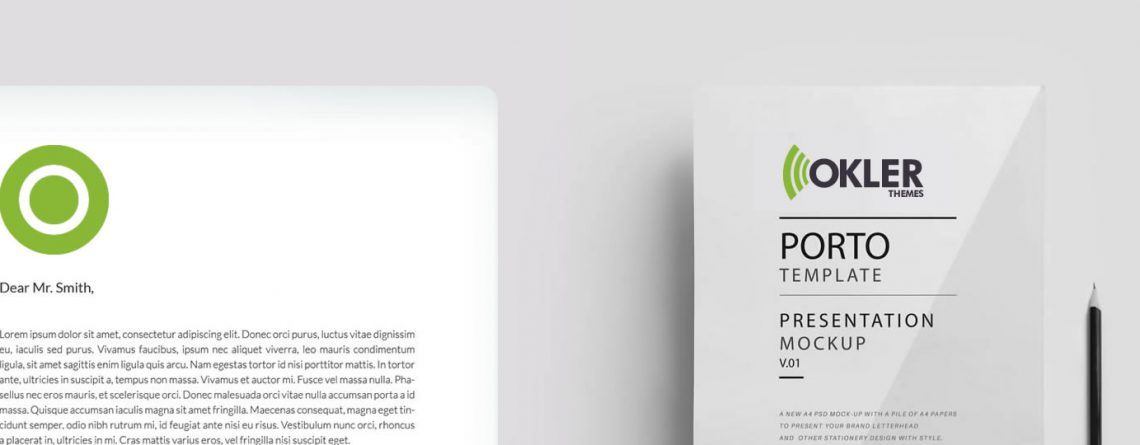 Dear Mr. Smith,
Lorem ipsum dolor sit amet, consectetur adipiscing elit. Donec orci purus, luctus vitae dignissim
eu, iaculis sed purus. Vivamus faucibus, ipsum nec aliquet viverra, leo mauris condimentum
ligula, sit amet sagittis enim ligula quis arcu. Nam egestas tortor id nisi porttitor mattis. In tortor
ante, ultricies in suscipit a, tempus non massa. Vivamus et auctor mi. Fusce vel massa nulla. Pha-
sellus nec eros mauris, et scelerisque orci. Donec malesuada orci vitae nulla accumsan porta a id
massa. Quisque accumsan iaculis magna sit amet fringilla. Maecenas consequat, magna eget tin-
cidunt semper, odio nibh rutrum mi, id feugiat ante nisi eu risus. Vestibulum nunc orci, rhoncus
a placerat in, ultricies in mi. Cras mattis varius eros, vel fringilla nisi suscipit eget.
OKLER
THEMES
PORTO
TEMPLATE
PRESENTATION
MOCKUP
V.01
A NEW A4 PSD MOCK-UP WITH A PILE OF A4 PAPERS
TO PRESENT YOUR BRAND LETTERHEAD
AND OTHER STATIONERY DESIGN WITH STYLE.